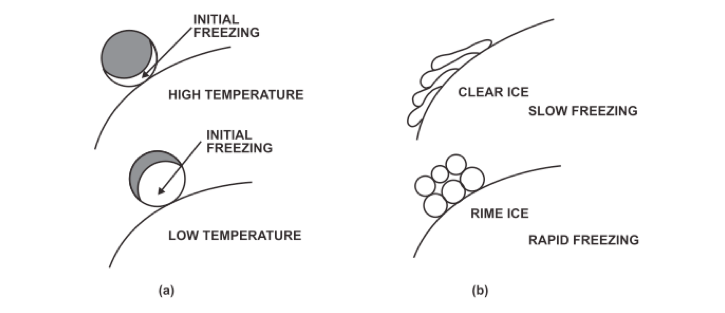 INITIAL
FREEZING
HIGH TEMPERATURE
INITIAL
FREEZING
LOW TEMPERATURE
(a)
CLEAR ICE
SLOW FREEZING
RIME ICE
RAPID FREEZING
(b)